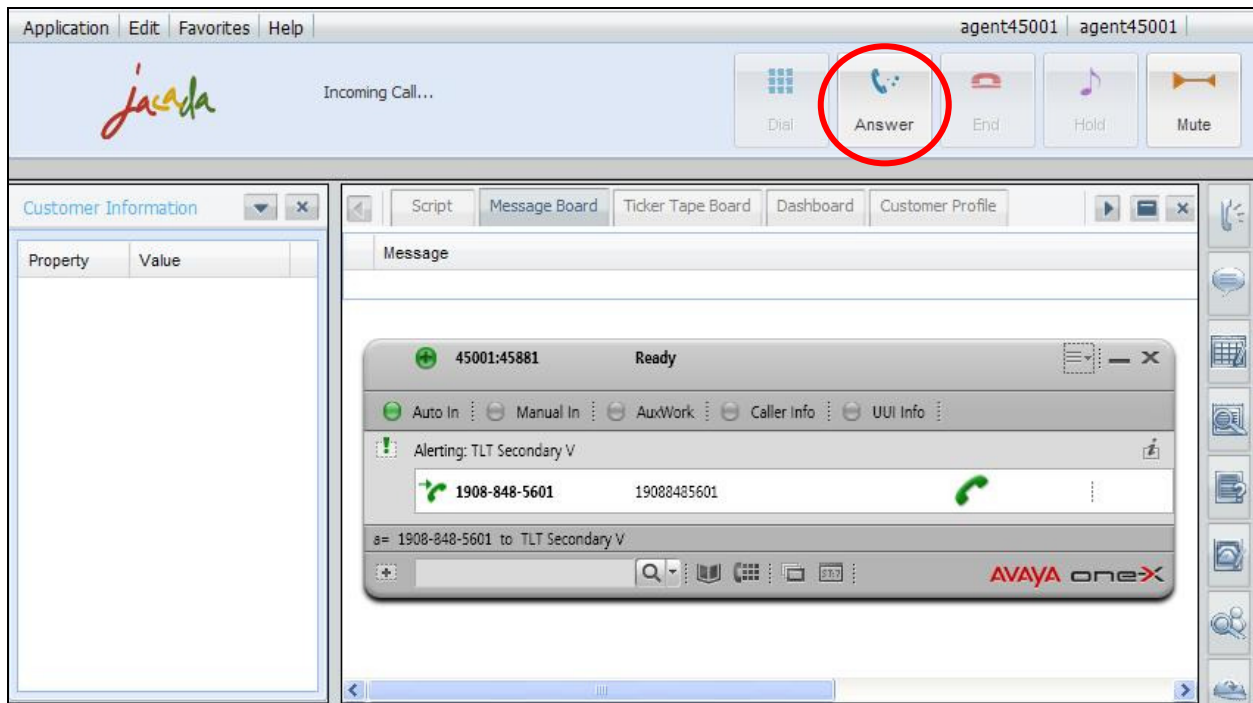 Application Edit Favorites Help agent45001 agent45001
jacada
Incoming Call...
Dial Answer End Hold Mute
Customer Information
Property Value
Script Message Board Ticker Tape Board Dashboard Customer Profile
Message
45001:45881 Ready
Auto In Manual In AuxWork Caller Info UUI Info
Alerting: TLT Secondary V
1908-848-5601 19088485601
a= 1908-848-5601 to TLT Secondary V
AVAYA one-X